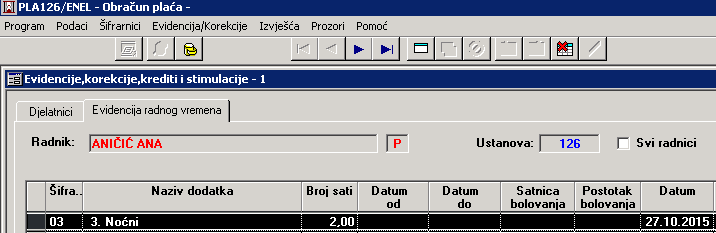 PLA126/ENEL - Obračun plaća -
Program Podaci Šifrarnici Evidencija/Korekcije Izvješća Prozori Pomoć
Evidencije,korekcije,krediti i stimulacije - 1
Djelatnici Evidencija radnog vremena
Radnik: ANIČIĆ ANA P Ustanova: 126 Svi radnici
Šifra.. Naziv dodatka Broj sati Datum od Datum do Satnica bolovanja Postotak bolovanja Datum
03 3. Noćni 2,00 27.10.2015